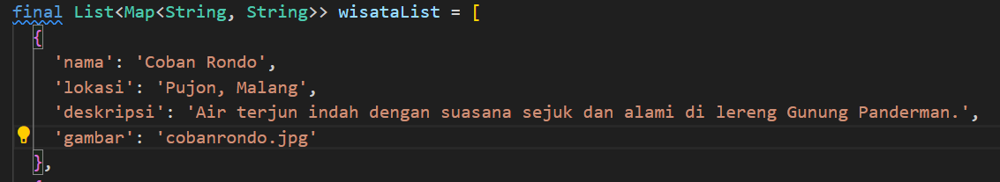 final List<Map<String, String>> wisataList = [
{
'nama': 'Coban Rondo',
'lokasi': 'Pujon, Malang',
'deskripsi': 'Air terjun indah dengan suasana sejuk dan alami di lereng Gunung Panderman.',
'gambar': 'cobanrondo.jpg'
},